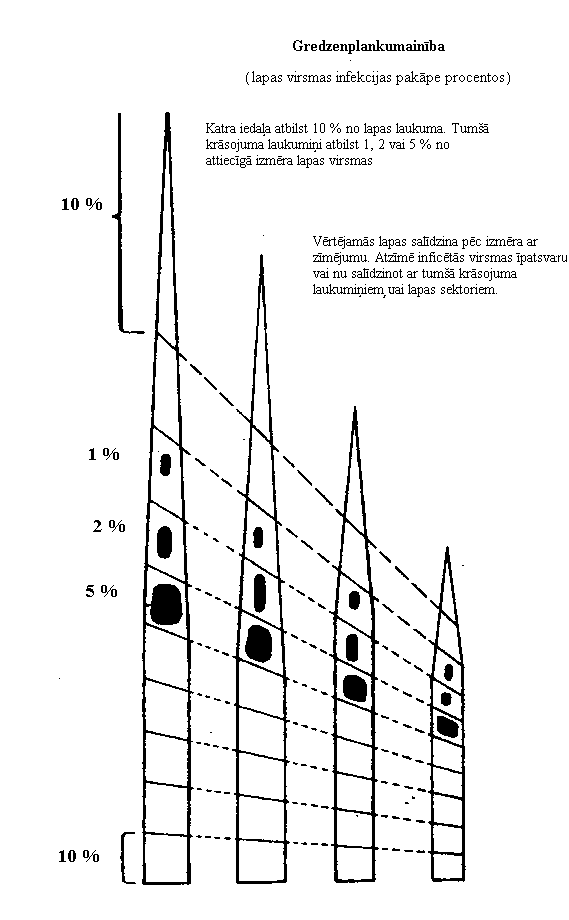 Gredzenplankumainība
(lapas virsmas infekcijas pakāpe procentos)
Katra iedaļa atbilst 10 % no lapas laukuma. Tumšā
krāsojuma laukumiņi atbilst 1, 2 vai 5 % no
attiecīgā izmēra lapas virsmas
10 %
Vērtējamās lapas salīdzina pēc izmēra ar
zīmējumu. Atzīmē inficētās virsmas īpatsvaru
vai nu salīdzinot ar tumšā krāsojuma
laukumiņiem, vai lapas sektoriem.
1 %
2 %
5 %
10 %